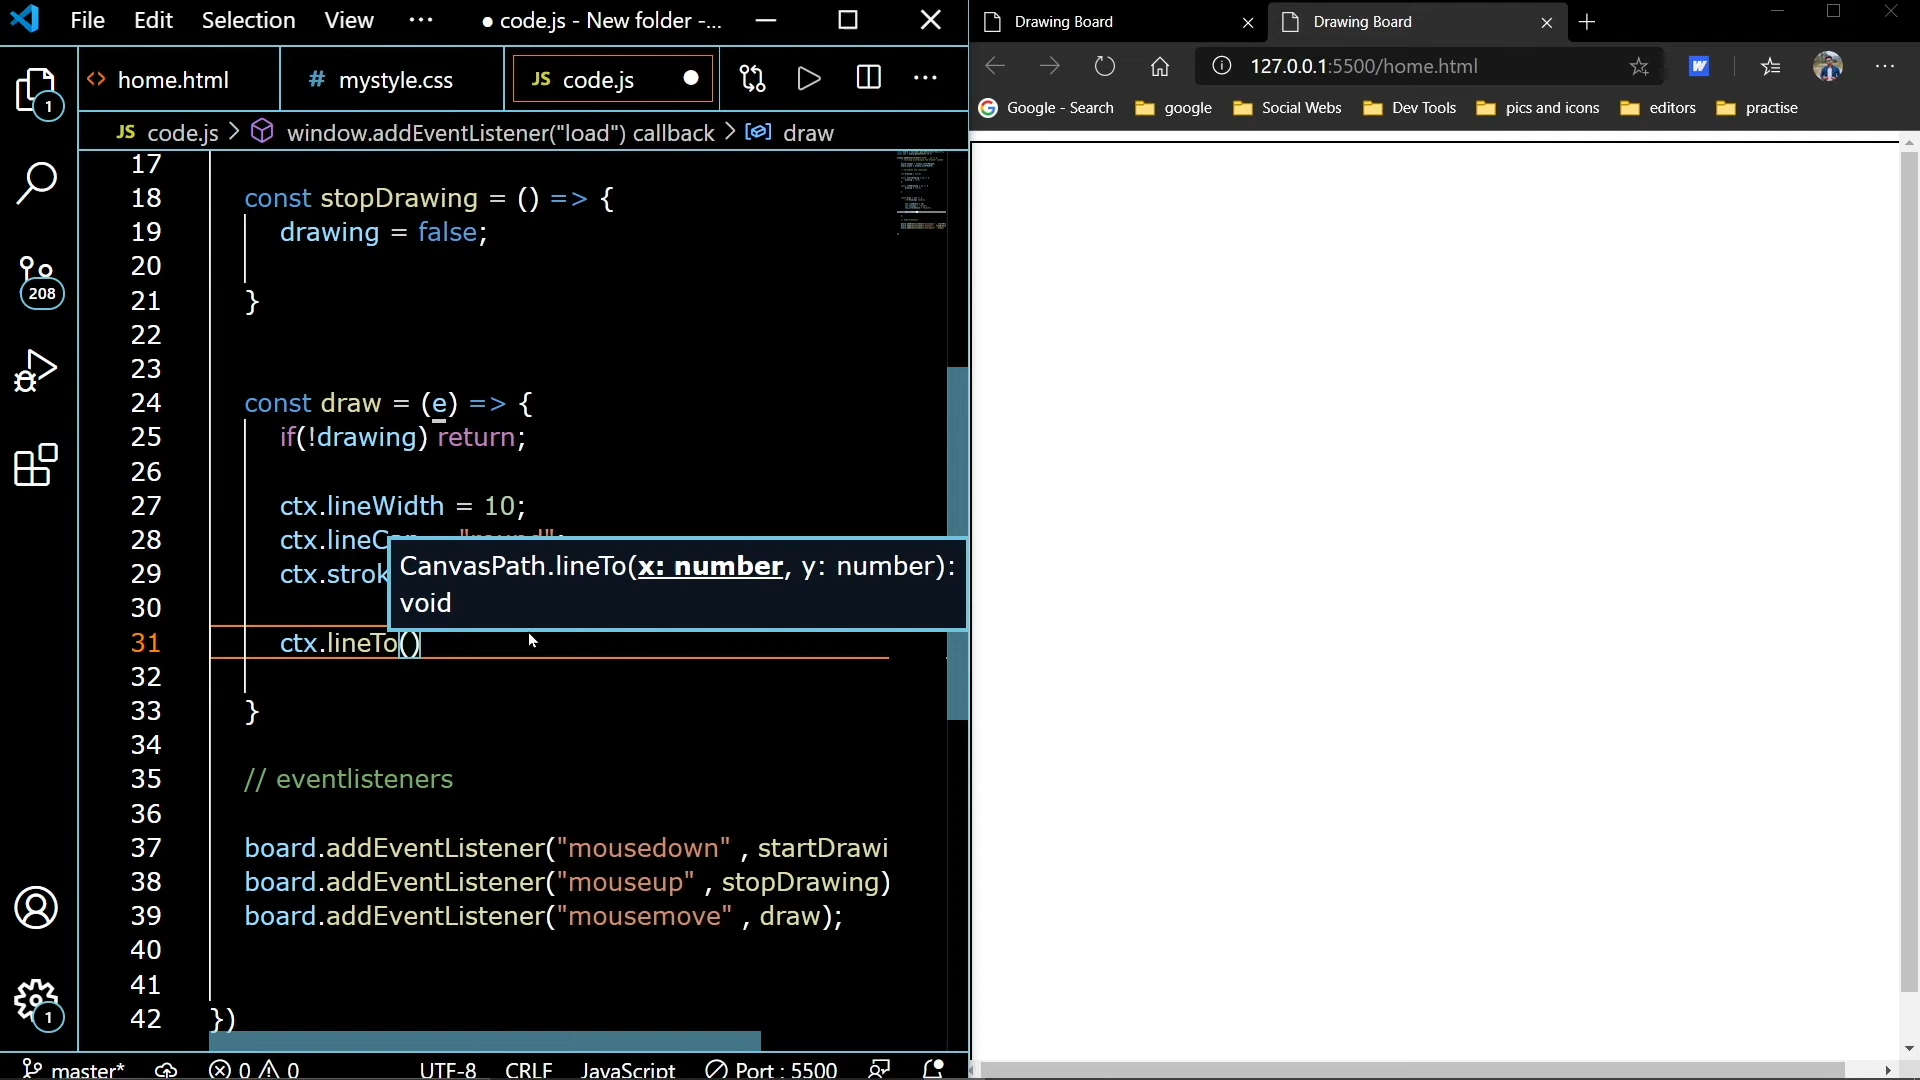 File Edit Selection View ··· ● code.js - New folder -...
home.html # mystyle.css JS code.js
JS code.js > window.addEventListener("load") callback > draw
17
18 const stopDrawing = () => {
19 drawing = false;
20
21 }
22
23
24 const draw = (e) => {
25 if(!drawing) return;
26
27 ctx.lineWidth = 10;
28 ctx.lineC
29 ctx.strok
CanvasPath.lineTo(x: number, y: number):
void
30
31 ctx.lineTo()
32
33 }
34
35 // eventlisteners
36
37 board.addEventListener("mousedown" , startDrawi
38 board.addEventListener("mouseup" , stopDrawing)
39 board.addEventListener("mousemove" , draw);
40
41
42 })
1
208
1
master* 0 0 UTF-8 CRLF JavaScript Port : 5500
Drawing Board Drawing Board
127.0.0.1:5500/home.html W
G Google - Search google Social Webs Dev Tools pics and icons editors practise